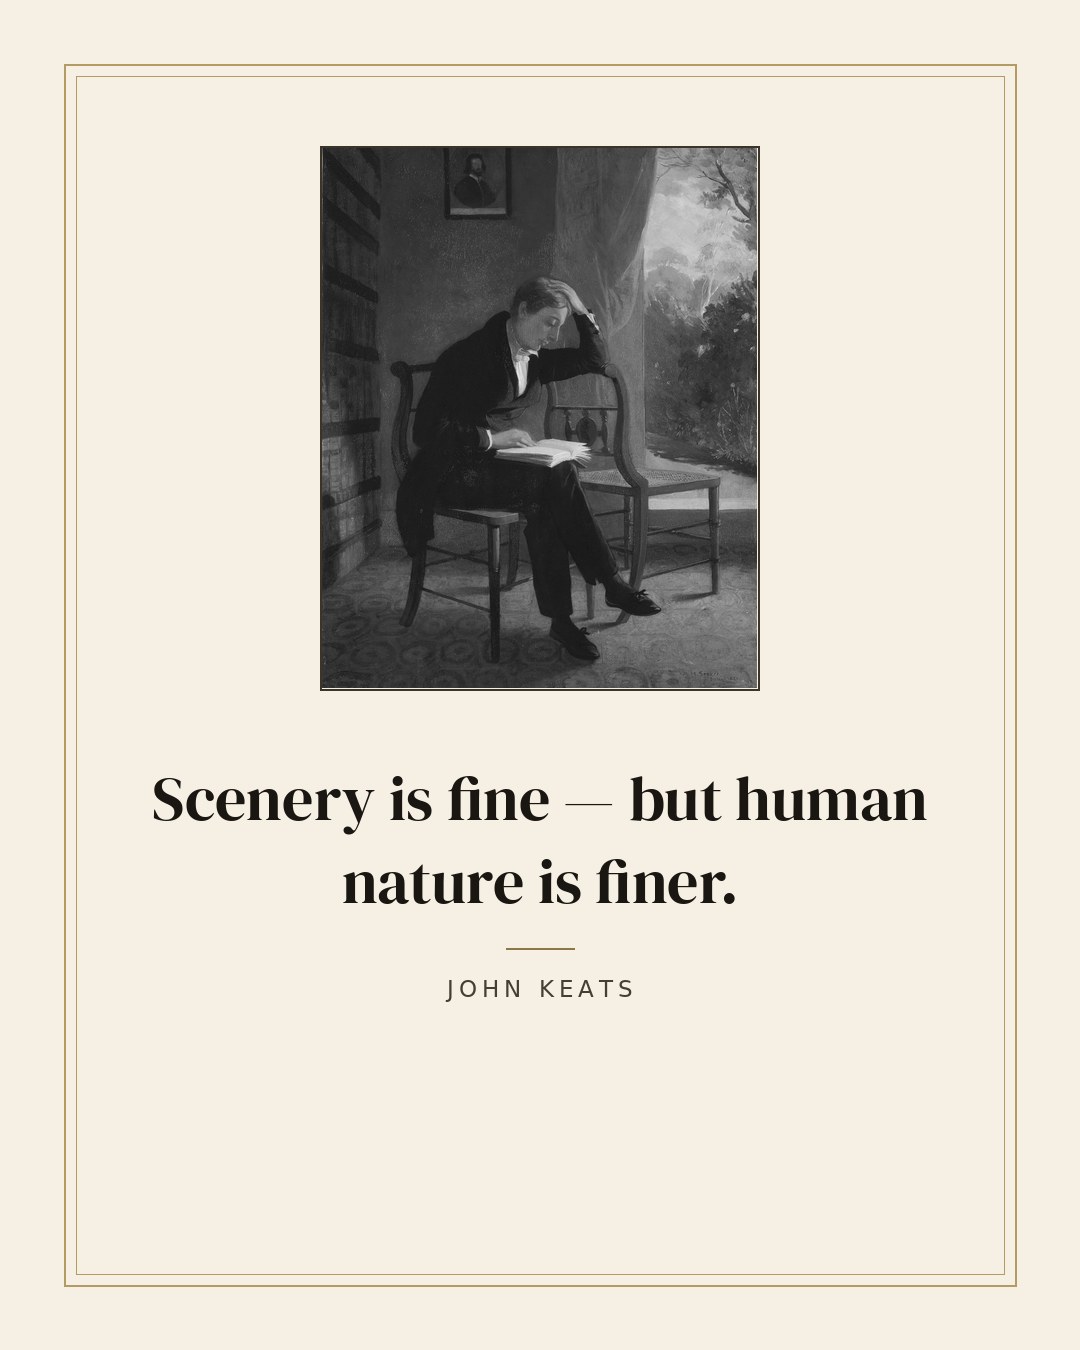 Scenery is fine — but human
nature is finer.
JOHN KEATS